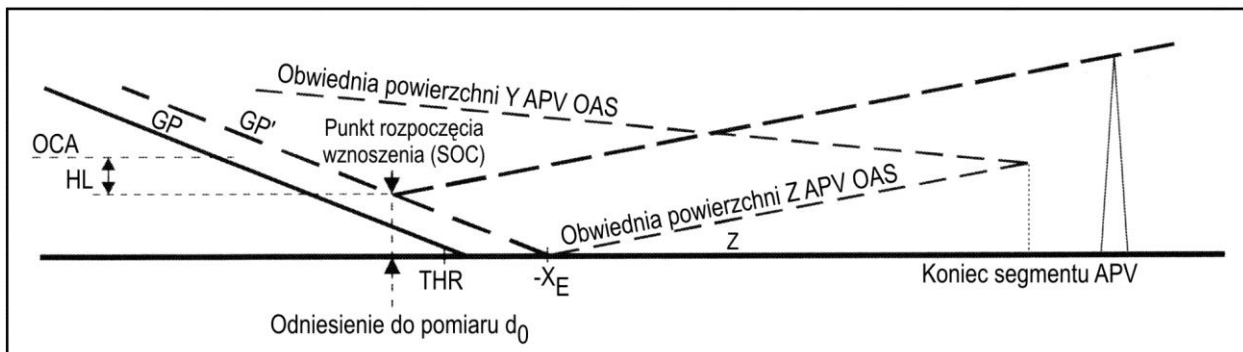 Obwiednia powierzchni Y APV OAS
GP
GP'
OCA
HL
Punkt rozpoczęcia
wznoszenia (SOC)
Obwiednia powierzchni Z APV OAS
Z
THR
-XE
Koniec segmentu APV
Odniesienie do pomiaru d0